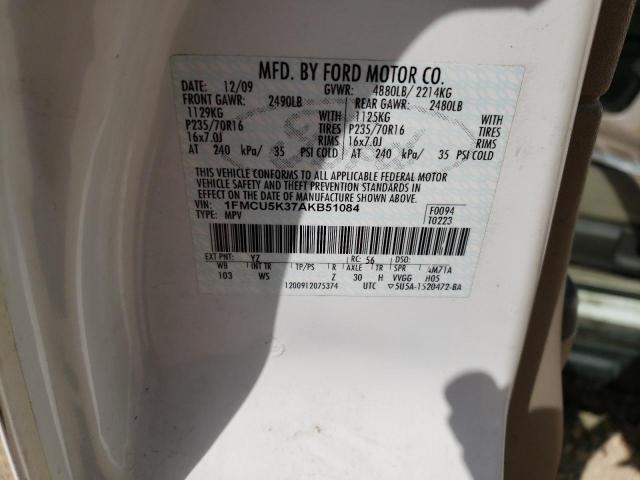 MFD. BY FORD MOTOR CO.
DATE: 12/09 GVWR: 4880LB/ 2214KG
FRONT GAWR: 2490LB REAR GAWR: 2480LB
1129KG WITH 1125KG WITH
P235/70R16 TIRES P235/70R16 TIRES
16x7.0J RIMS 16x7.0J RIMS
AT 240 kPa/ 35 PSI COLD AT 240 kPa/ 35 PSI COLD
THIS VEHICLE CONFORMS TO ALL APPLICABLE FEDERAL MOTOR
VEHICLE SAFETY AND THEFT PREVENTION STANDARDS IN
EFFECT ON THE DATE OF MANUFACTURE SHOWN ABOVE.
VIN: 1FMCU5K37AKB51084 F0094
TYPE: MPV T0223
EXT PNT: YZ RC: 56 DSO:
WB INT TR TP/PS R AXLE TR SPR AM71A
103 WS Z 30 H VVGG H05
1200912075374 UTC ▽5U5A-1520472-BA